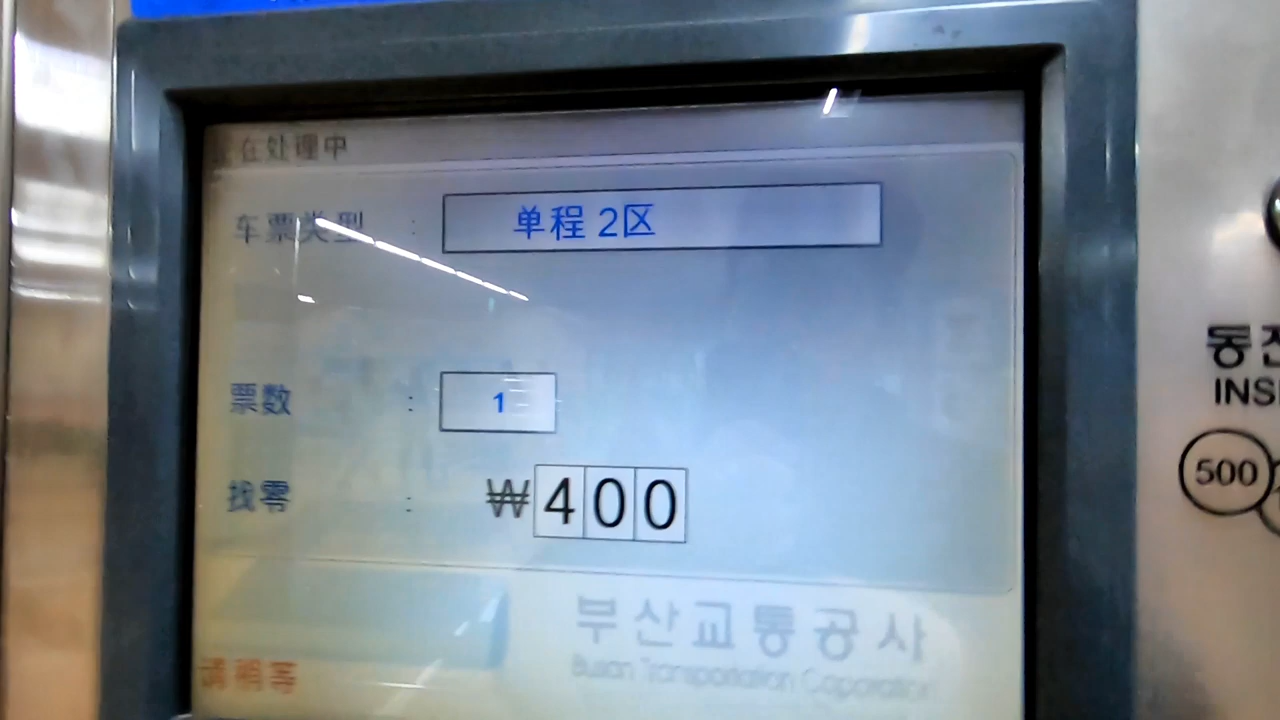 在处理中
车票类型 : 单程 2区
票数 : 1
找零 : ₩400
부산교통공사
Busan Transportation Corporation
请稍等
동전
INS
500